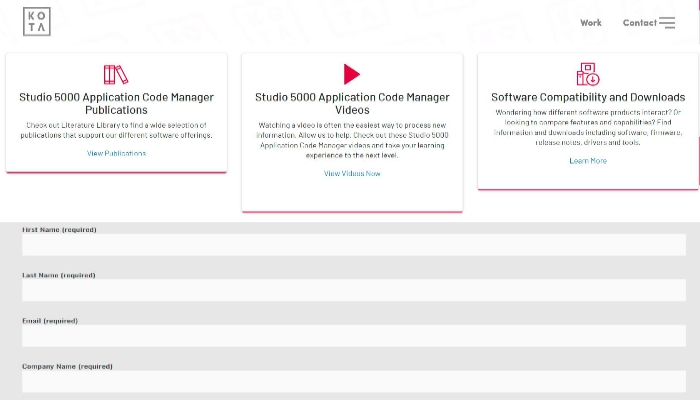 KO
TA
Work
Contact
Studio 5000 Application Code Manager
Publications
Check out Literature Library to find a wide selection of
publications that support our different software offerings.
View Publications
Studio 5000 Application Code Manager
Videos
Watching a video is often the easiest way to process new
information. Allow us to help. Check out these Studio 5000
Application Code Manager videos and take your learning
experience to the next level.
View Videos Now
Software Compatibility and Downloads
Wondering how different software products interact? Or
looking to compare features and capabilities? Find
information and downloads including software, firmware,
release notes, drivers and tools.
Learn More
First Name (required)
Last Name (required)
Email (required)
Company Name (required)